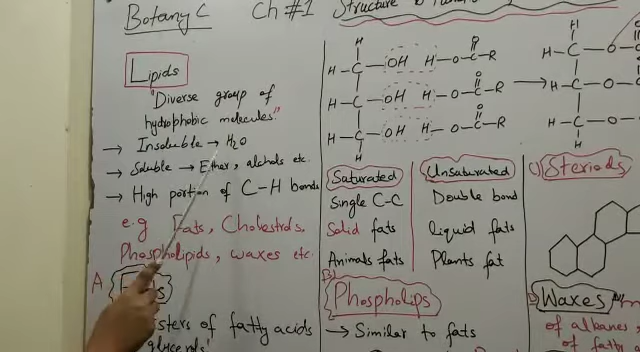 Botany C Ch #1 Structure
Lipids
"Diverse group of
hydrophobic molecules"
→ Insoluble → H2O
→ Soluble → Ether, alchols etc.
→ High portion of C-H bonds
e.g Fats, Cholestrols,
Phospholipids, waxes etc.
A
esters of fatty acids
glycerols"
H
H-C-OH H-O-C-R
O
H-C-OH H-O-C-R
O
H-C-OH H-O-C-R
O
H
→
H
H-C-O-
H-C-O-
H-C-O-
H
Saturated
Single C-C
Solid fats
Animals fats
Unsaturated
Double bond
liquid fats
Plants fat
B)
Phospholips
→ Similar to fats
C) Steriods
D) Waxes
of alkanes
of fatty